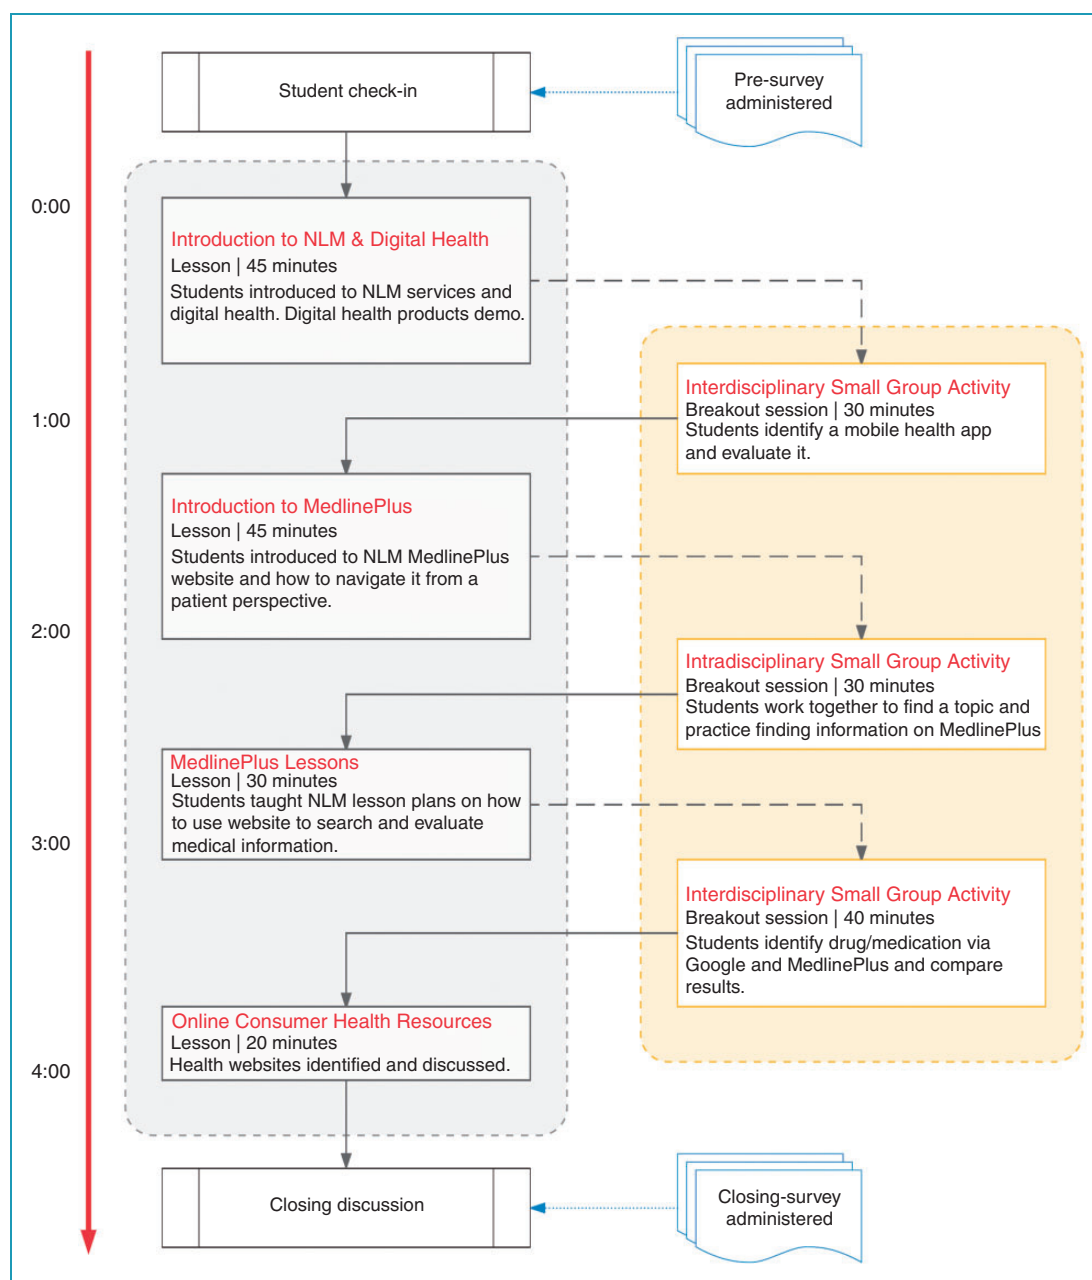 Student check-in
Pre-survey
administered
0:00
Introduction to NLM & Digital Health
Lesson | 45 minutes
Students introduced to NLM services and
digital health. Digital health products demo.
Interdisciplinary Small Group Activity
Breakout session | 30 minutes
Students identify a mobile health app
and evaluate it.
1:00
Introduction to MedlinePlus
Lesson | 45 minutes
Students introduced to NLM MedlinePlus
website and how to navigate it from a
patient perspective.
2:00
Intradisciplinary Small Group Activity
Breakout session | 30 minutes
Students work together to find a topic and
practice finding information on MedlinePlus
MedlinePlus Lessons
Lesson | 30 minutes
Students taught NLM lesson plans on how
to use website to search and evaluate
medical information.
3:00
Interdisciplinary Small Group Activity
Breakout session | 40 minutes
Students identify drug/medication via
Google and MedlinePlus and compare
results.
Online Consumer Health Resources
Lesson | 20 minutes
Health websites identified and discussed.
4:00
Closing discussion
Closing-survey
administered